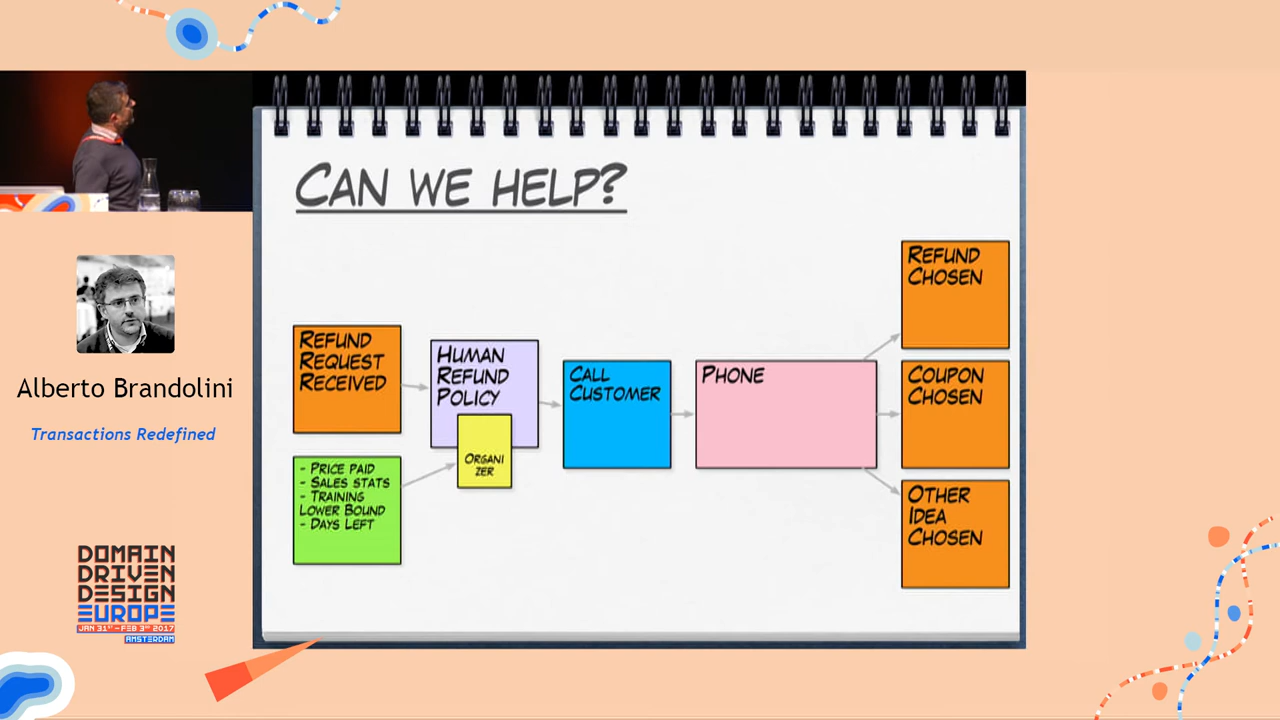 CAN WE HELP?
REFUND
CHOSEN
REFUND
REQUEST
RECEIVED
HUMAN
REFUND
POLICY
CALL
CUSTOMER
PHONE
COUPON
CHOSEN
ORGANI
ZER
- PRICE PAID
- SALES STATS
- TRAINING
LOWER BOUND
- DAYS LEFT
OTHER
IDEA
CHOSEN
Alberto Brandolini
Transactions Redefined
DOMAIN
DRIVEN
DESIGN
EUROPE
JAN 31ST - FEB 3RD 2017
AMSTERDAM